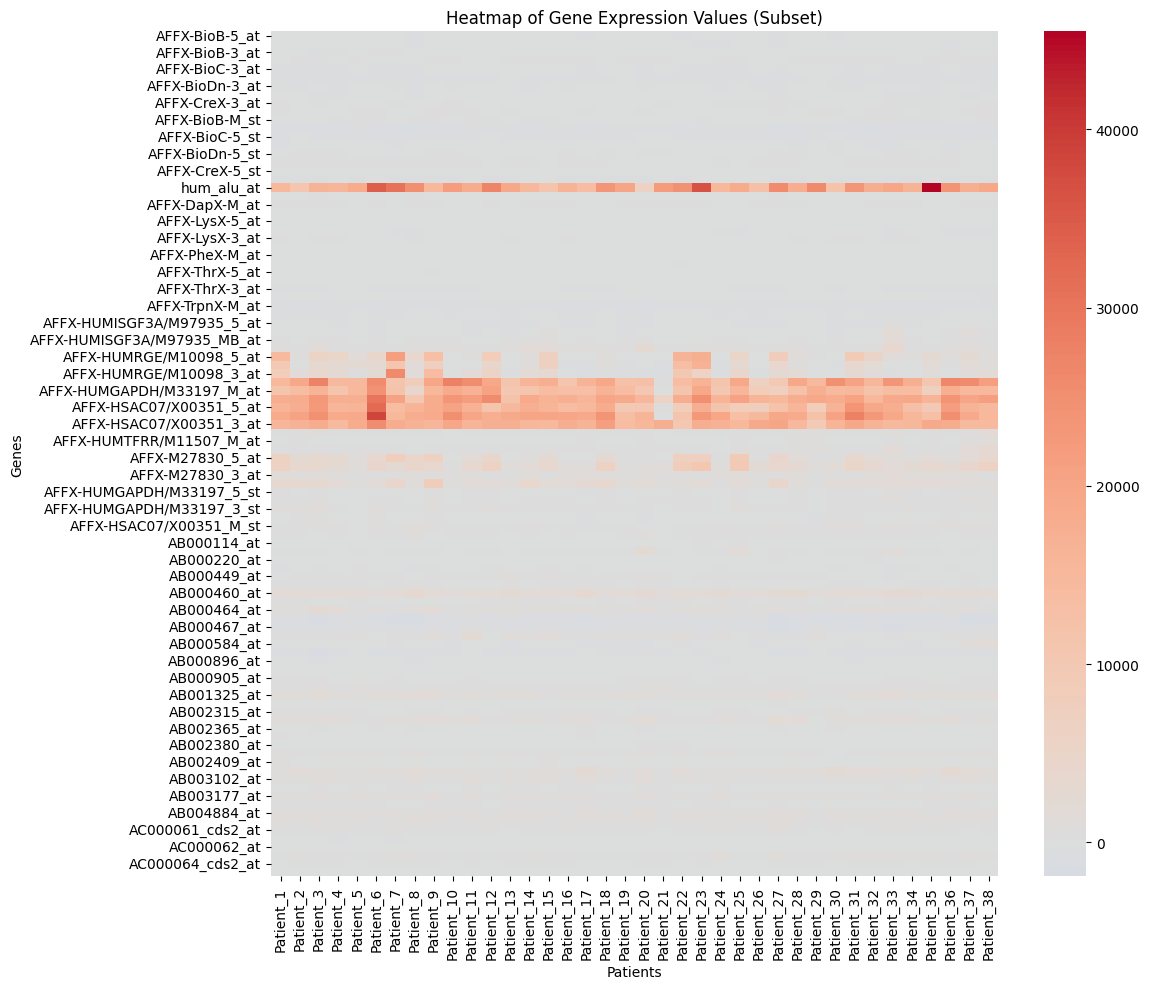 Heatmap of Gene Expression Values (Subset)
AFFX-BioB-5_at
AFFX-BioB-3_at
AFFX-BioC-3_at
AFFX-BioDn-3_at
AFFX-CreX-3_at
AFFX-BioB-M_st
AFFX-BioC-5_st
AFFX-BioDn-5_st
AFFX-CreX-5_st
hum_alu_at
AFFX-DapX-M_at
AFFX-LysX-5_at
AFFX-LysX-3_at
AFFX-PheX-M_at
AFFX-ThrX-5_at
AFFX-ThrX-3_at
AFFX-TrpnX-M_at
AFFX-HUMISGF3A/M97935_5_at
AFFX-HUMISGF3A/M97935_MB_at
AFFX-HUMRGE/M10098_5_at
AFFX-HUMRGE/M10098_3_at
AFFX-HUMGAPDH/M33197_M_at
AFFX-HSAC07/X00351_5_at
AFFX-HSAC07/X00351_3_at
AFFX-HUMTFRR/M11507_M_at
AFFX-M27830_5_at
AFFX-M27830_3_at
AFFX-HUMGAPDH/M33197_5_st
AFFX-HUMGAPDH/M33197_3_st
AFFX-HSAC07/X00351_M_st
AB000114_at
AB000220_at
AB000449_at
AB000460_at
AB000464_at
AB000467_at
AB000584_at
AB000896_at
AB000905_at
AB001325_at
AB002315_at
AB002365_at
AB002380_at
AB002409_at
AB003102_at
AB003177_at
AB004884_at
AC000061_cds2_at
AC000062_at
AC000064_cds2_at
Genes
Patient_1
Patient_2
Patient_3
Patient_4
Patient_5
Patient_6
Patient_7
Patient_8
Patient_9
Patient_10
Patient_11
Patient_12
Patient_13
Patient_14
Patient_15
Patient_16
Patient_17
Patient_18
Patient_19
Patient_20
Patient_21
Patient_22
Patient_23
Patient_24
Patient_25
Patient_26
Patient_27
Patient_28
Patient_29
Patient_30
Patient_31
Patient_32
Patient_33
Patient_34
Patient_35
Patient_36
Patient_37
Patient_38
Patients
40000
30000
20000
10000
0